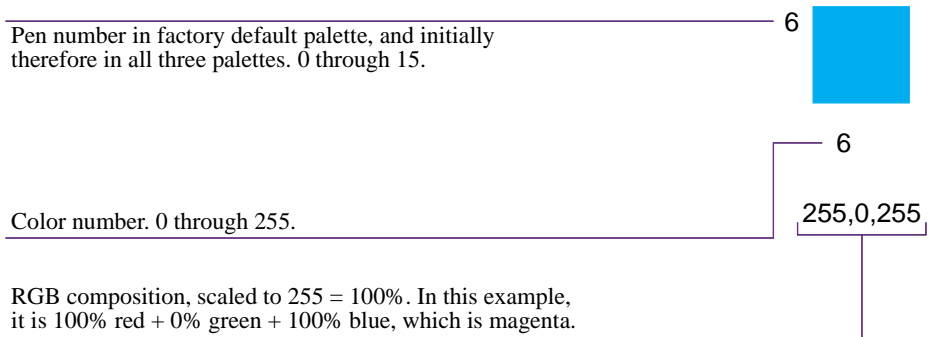 6
Pen number in factory default palette, and initially
therefore in all three palettes. 0 through 15.
6
Color number. 0 through 255.
255,0,255
RGB composition, scaled to 255 = 100%. In this example,
it is 100% red + 0% green + 100% blue, which is magenta.